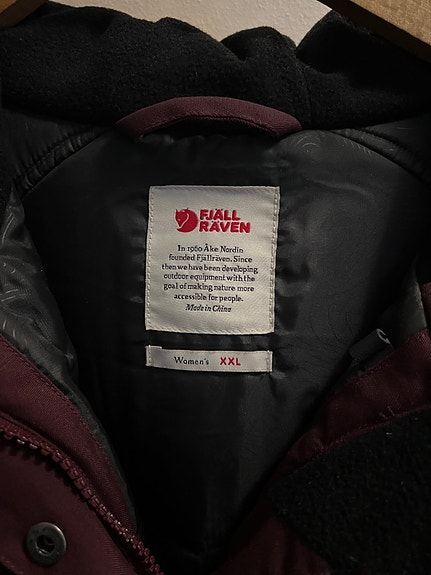 FJÄLL
RÄVEN
In 1960 Åke Nordin
founded Fjällräven. Since
then we have been developing
outdoor equipment with the
goal of making nature more
accessible for people.
Made in China
Women's XXL